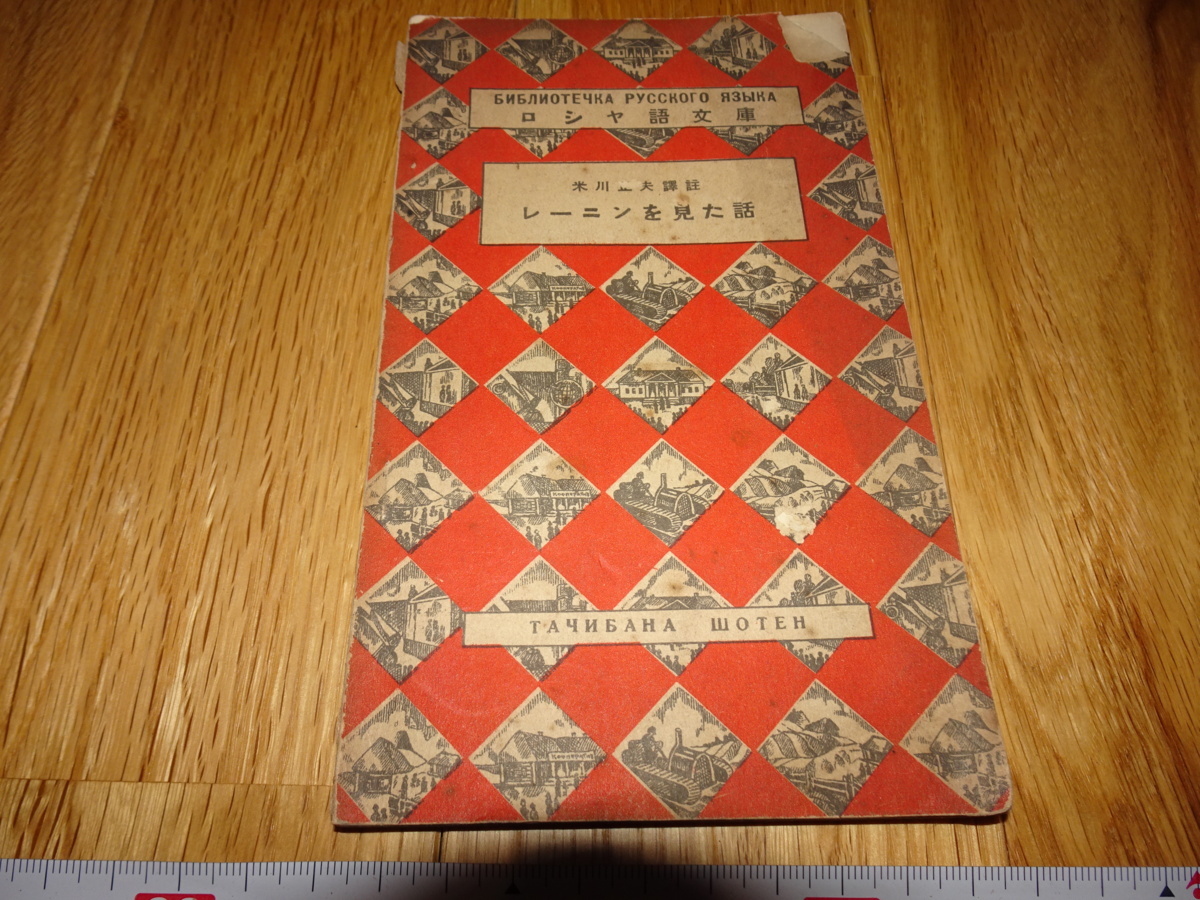 БИБЛИОТЕЧКА РУССКОГО ЯЗЫКА
ロシヤ語文庫
米川正夫譯註
レーニンを見た話
ТАЧИБАНА ШОТЕН